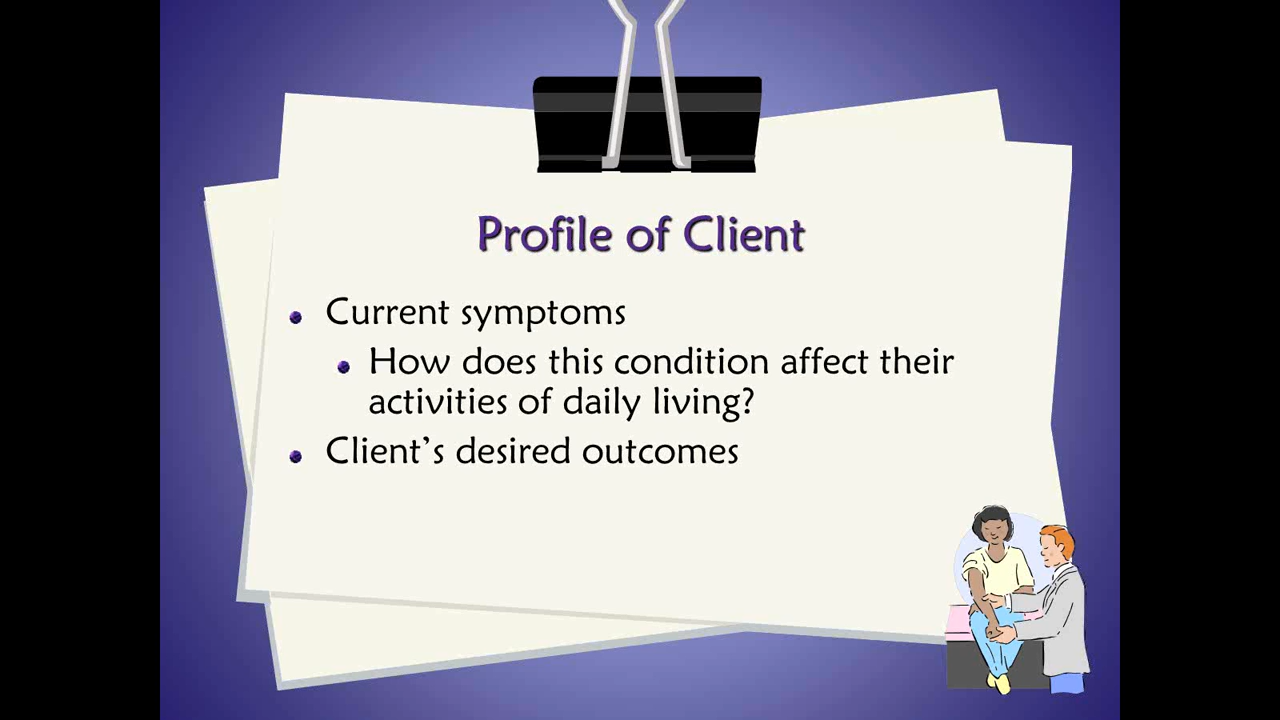 Profile of Client
Current symptoms
How does this condition affect their
activities of daily living?
Client’s desired outcomes